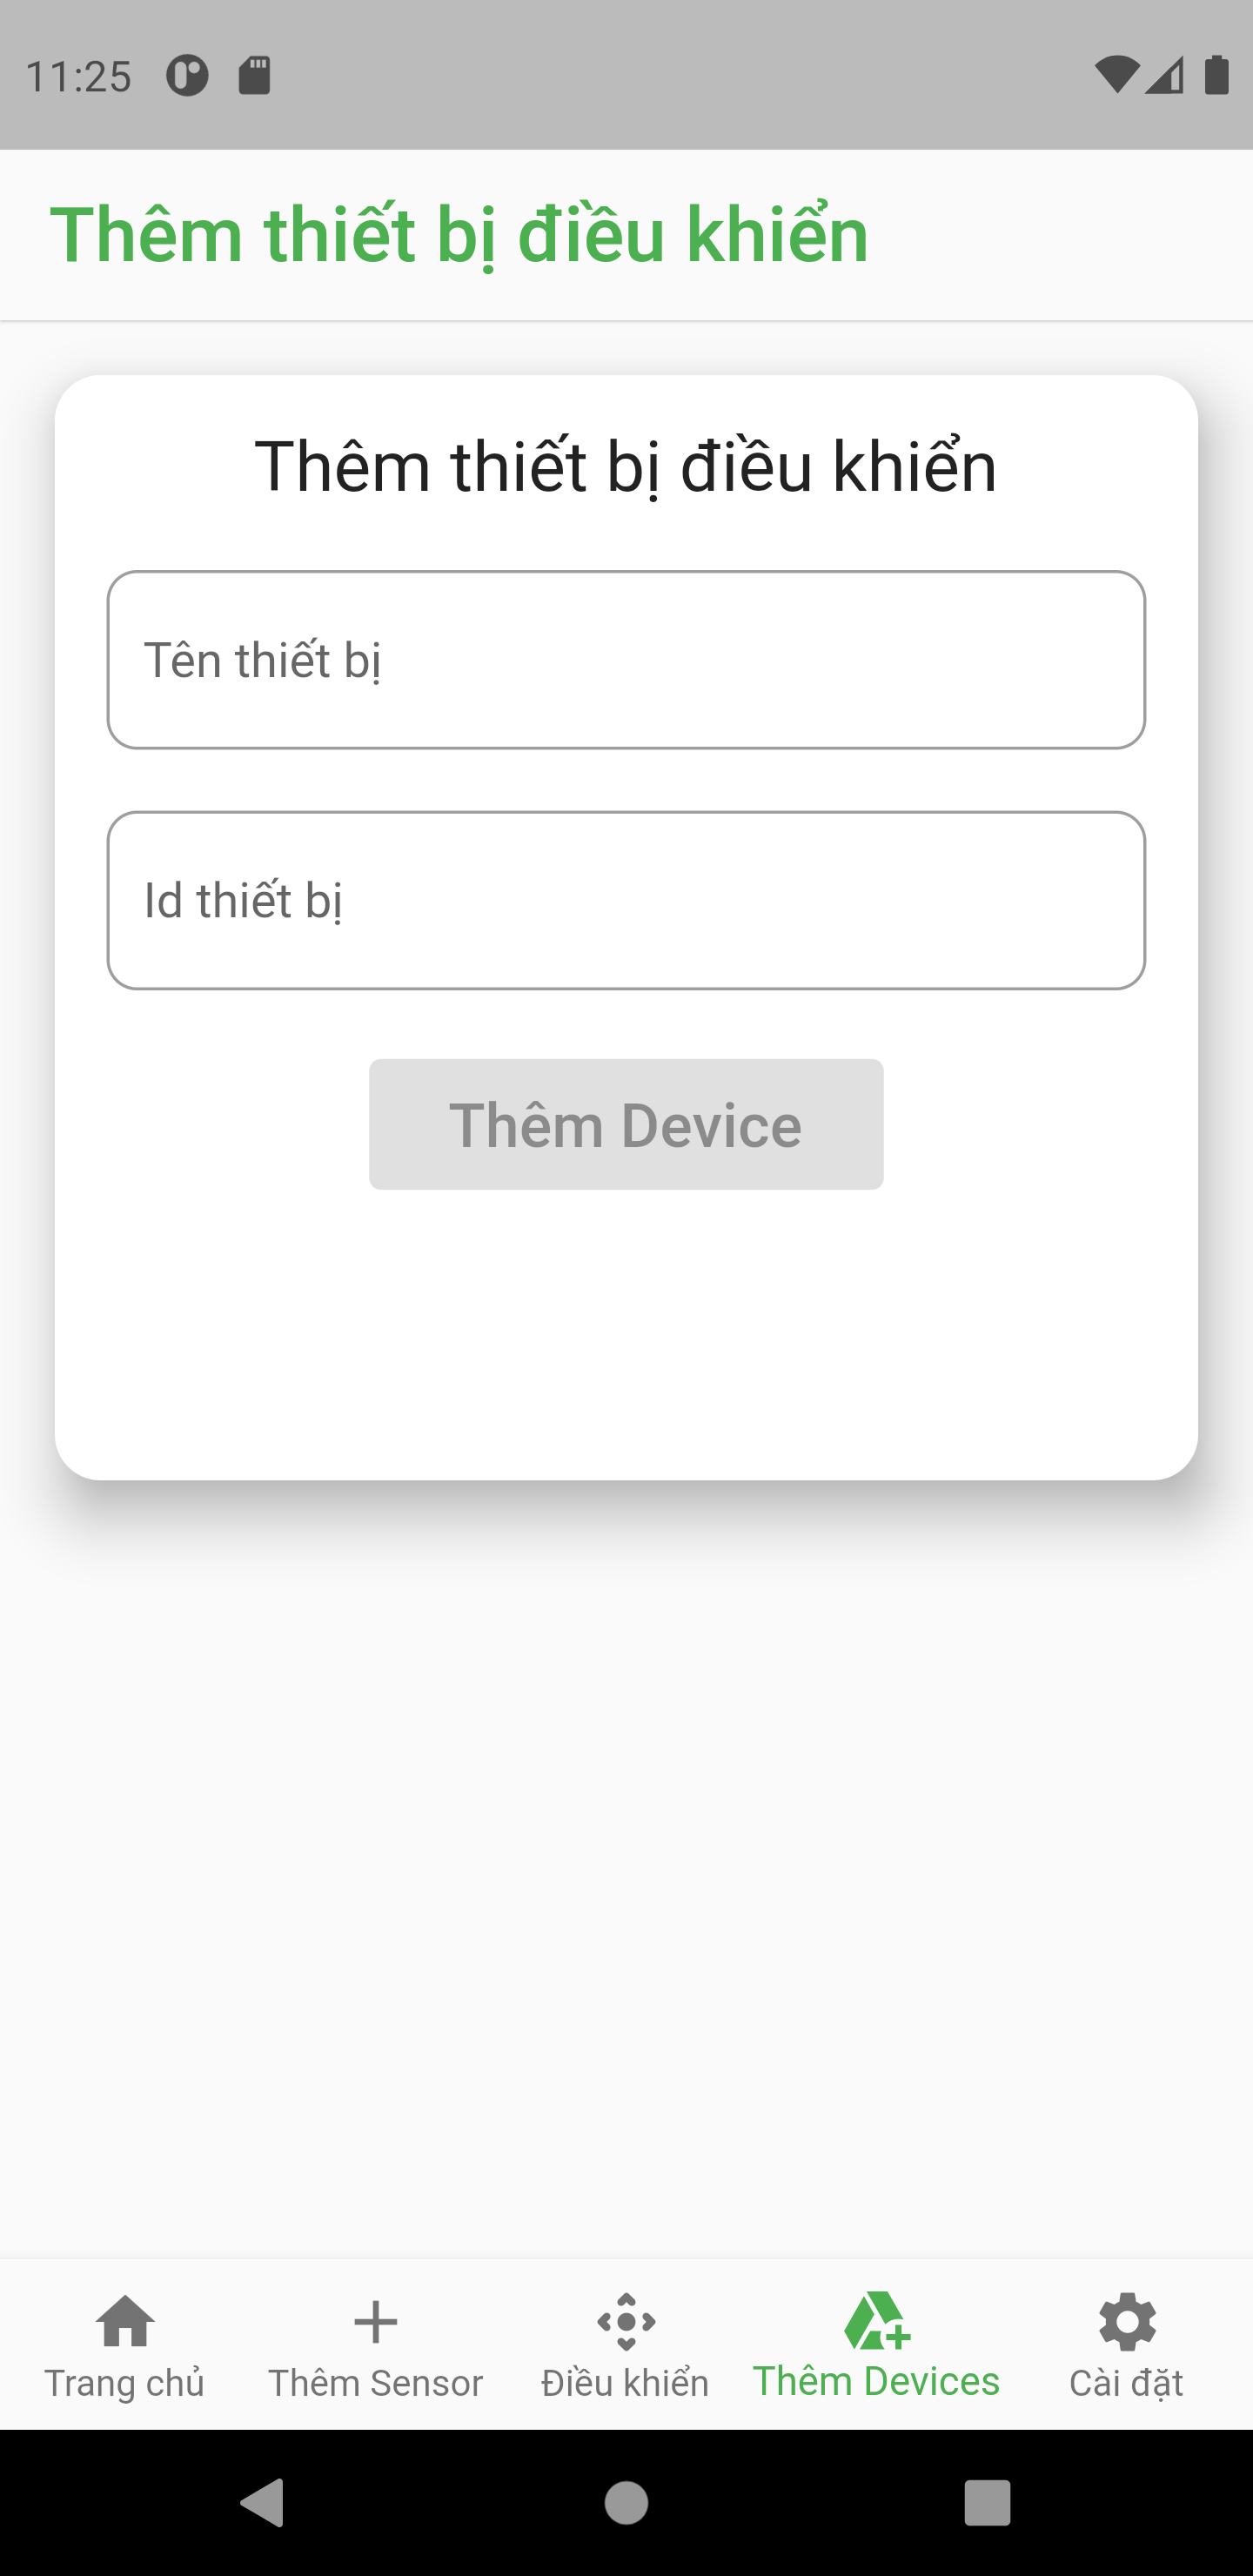 11:25
Thêm thiết bị điều khiển
Thêm thiết bị điều khiển
Tên thiết bị
Id thiết bị
Thêm Device
Trang chủ
Thêm Sensor
Điều khiển
Thêm Devices
Cài đặt